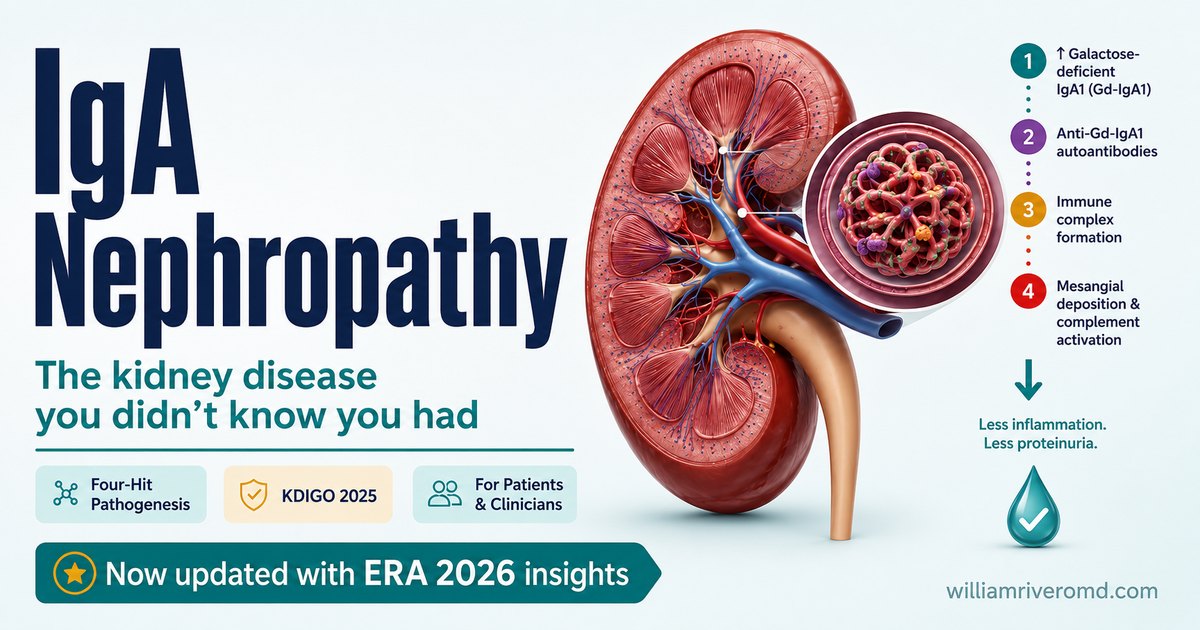 IgA
Nephropathy
The kidney disease
you didn't know you had
Four-Hit
Pathogenesis
KDIGO 2025
For Patients
& Clinicians
Now updated with ERA 2026 insights
1
↑ Galactose-
deficient
IgA1 (Gd-IgA1)
2
Anti-Gd-IgA1
autoantibodies
3
Immune
complex
formation
4
Mesangial
deposition &
complement
activation
Less inflammation.
Less proteinuria.
williamriveromd.com